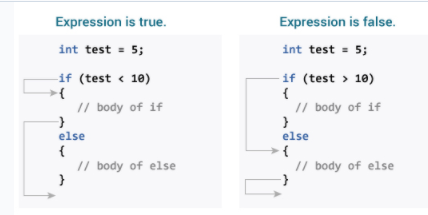 Expression is true.
int test = 5;
if (test < 10)
{
// body of if
}
else
{
// body of else
}
Expression is false.
int test = 5;
if (test > 10)
{
// body of if
}
else
{
// body of else
}